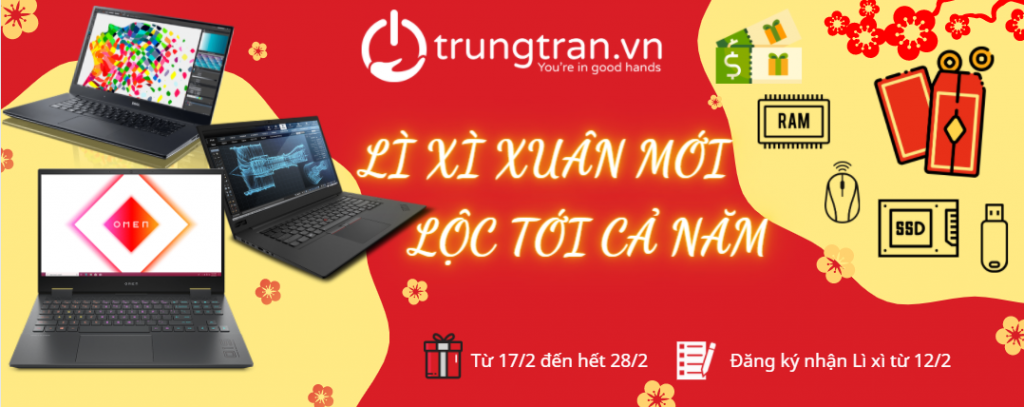 trungtran.vn
You're in good hands
LÌ XÌ XUÂN MỚI
LỘC TỚI CẢ NĂM
RAM
SSD
OMEN
Từ 17/2 đến hết 28/2
Đăng ký nhận Lì xì từ 12/2